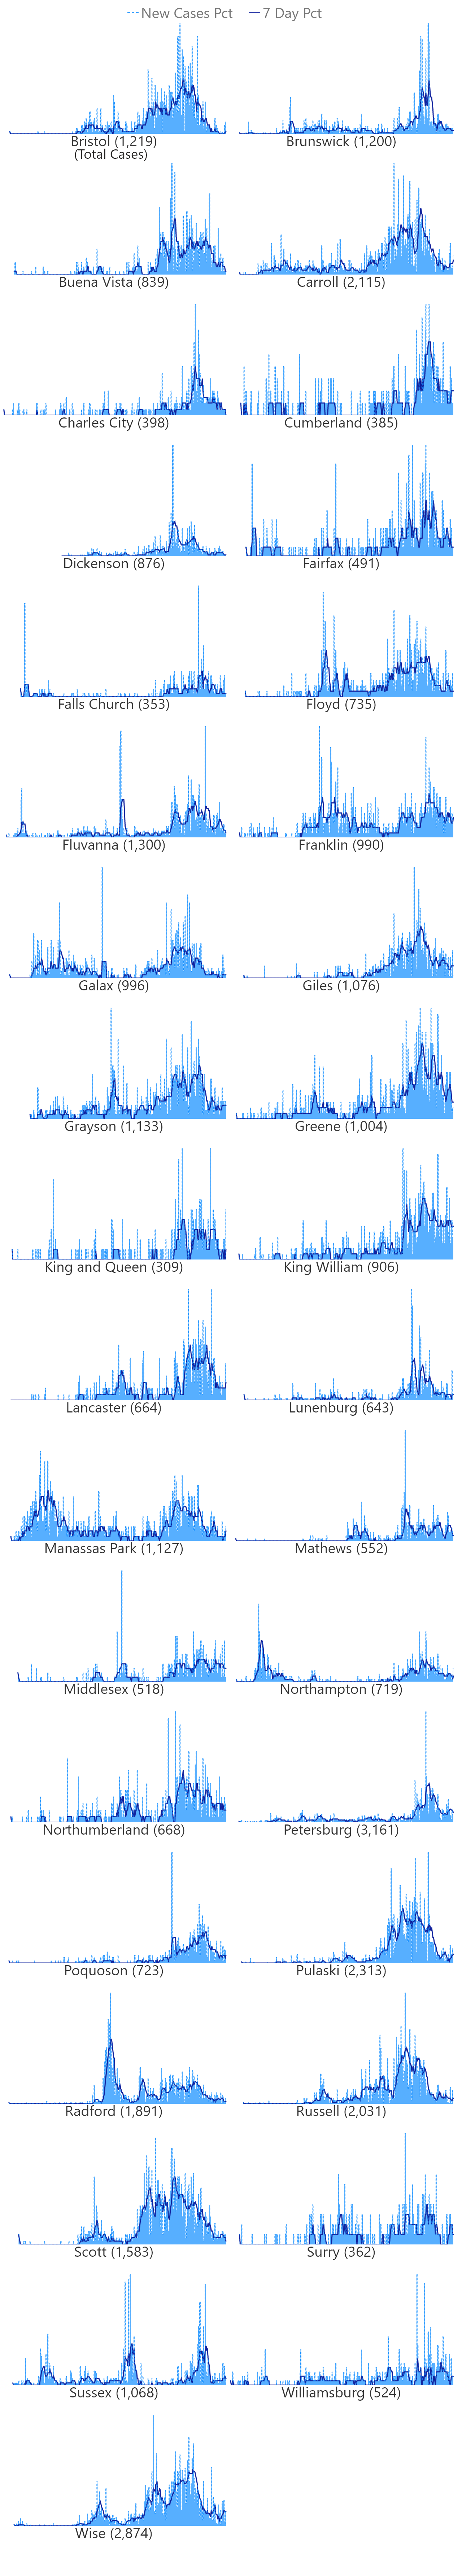 New Cases Pct 7 Day Pct
Bristol (1,219) Brunswick (1,200)
(Total Cases)
Buena Vista (839) Carroll (2,115)
Charles City (398) Cumberland (385)
Dickenson (876) Fairfax (491)
Falls Church (353) Floyd (735)
Fluvanna (1,300) Franklin (990)
Galax (996) Giles (1,076)
Grayson (1,133) Greene (1,004)
King and Queen (309) King William (906)
Lancaster (664) Lunenburg (643)
Manassas Park (1,127) Mathews (552)
Middlesex (518) Northampton (719)
Northumberland (668) Petersburg (3,161)
Poquoson (723) Pulaski (2,313)
Radford (1,891) Russell (2,031)
Scott (1,583) Surry (362)
Sussex (1,068) Williamsburg (524)
Wise (2,874)